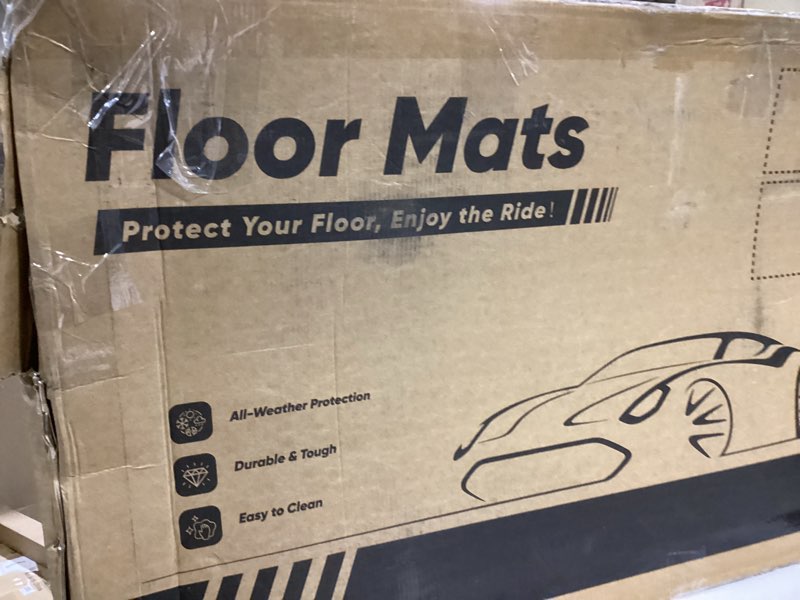 Floor Mats
Protect Your Floor, Enjoy the Ride!
All-Weather Protection
Durable & Tough
Easy to Clean